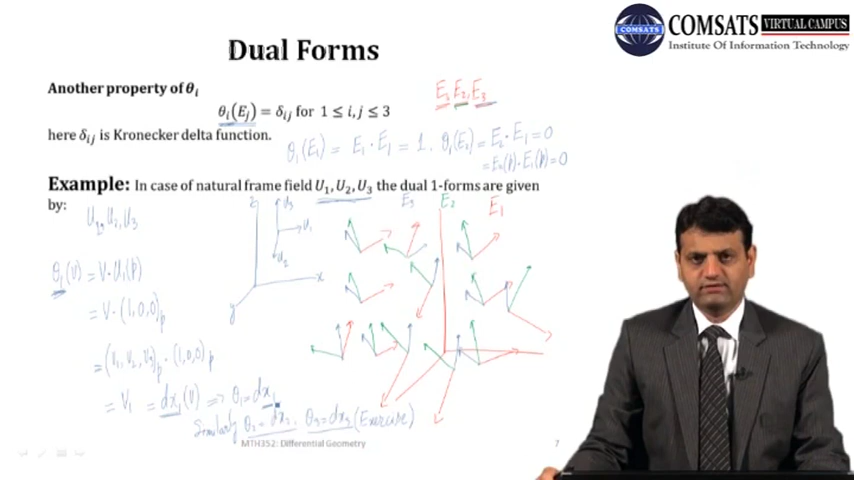 Dual Forms
COMSATS VIRTUAL CAMPUS
Institute Of Information Technology
COMSATS
Another property of θᵢ
E₁ E₂, E₃
θᵢ(Eⱼ) = δᵢⱼ for 1 ≤ i, j ≤ 3
here δᵢⱼ is Kronecker delta function.
θ₁(E₁) = E₁ · E₁ = 1.
= E₂(p) · E₁(p) = 0
Example: In case of natural frame field U₁, U₂, U₃ the dual 1-forms are given
by:
E₃ E₂ E₁
z U₃ U₁ U₂ x y
θ₁(V) = V · U₁(p)
= V · (1, 0, 0)ₚ
= (V₁, V₂, V₃)ₚ · (1, 0, 0)ₚ
= V₁ = dx₁(V) ⇒ θ₁ = dx₁
Similarly θ₂ = dx₂, θ₃ = dx₃ (Exercise)
MTH352: Differential Geometry
7